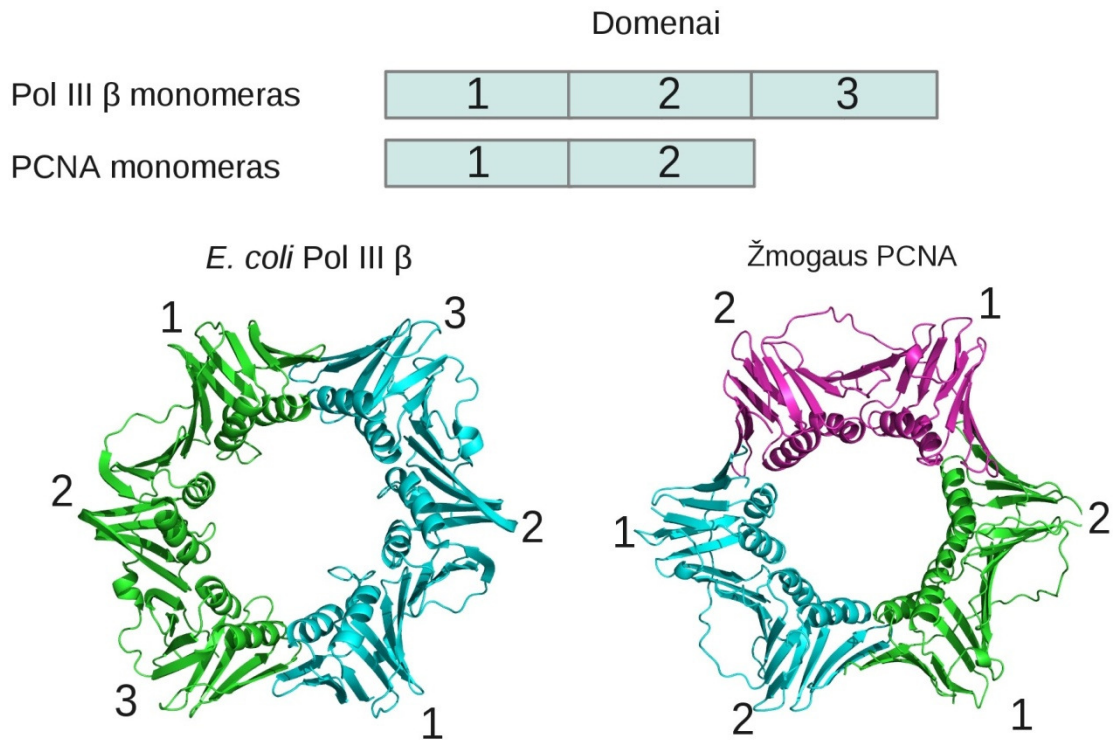 Domenai
Pol III β monomeras 1 2 3
PCNA monomeras 1 2
E. coli Pol III β
Žmogaus PCNA
1 3
2 2
3 1
2 1
1 2
2 1